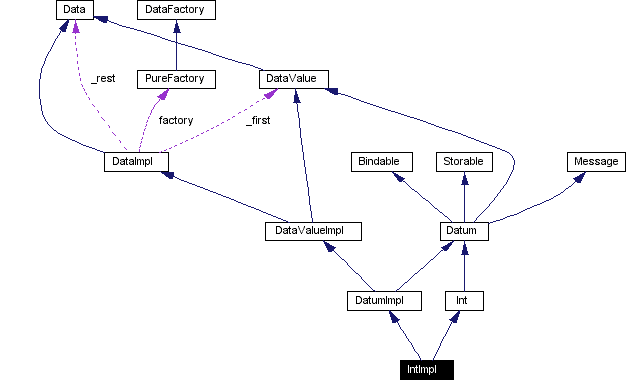 Data
DataFactory
_rest
PureFactory
DataValue
factory
_first
DataImpl
Bindable
Storable
Message
DataValueImpl
Datum
DatumImpl
Int
IntImpl